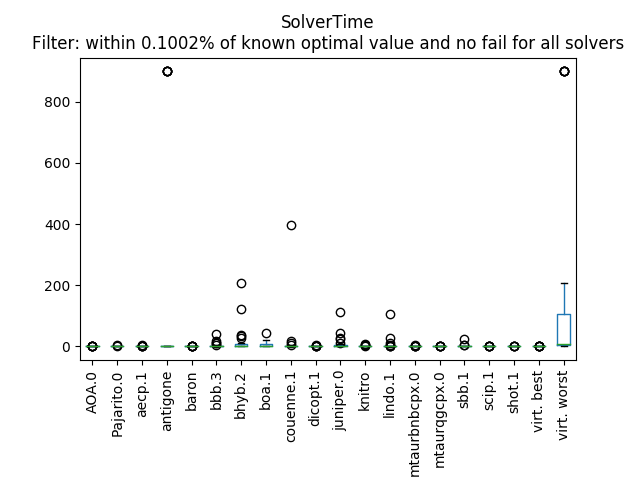 SolverTime
Filter: within 0.1002% of known optimal value and no fail for all solvers
800
600
400
200
0
AOA.0
Pajarito.0
aecp.1
antigone
baron
bbb.3
bhyb.2
boa.1
couenne.1
dicopt.1
juniper.0
knitro
lindo.1
mtaurbnbcpx.0
mtaurqgcpx.0
sbb.1
scip.1
shot.1
virt. best
virt. worst